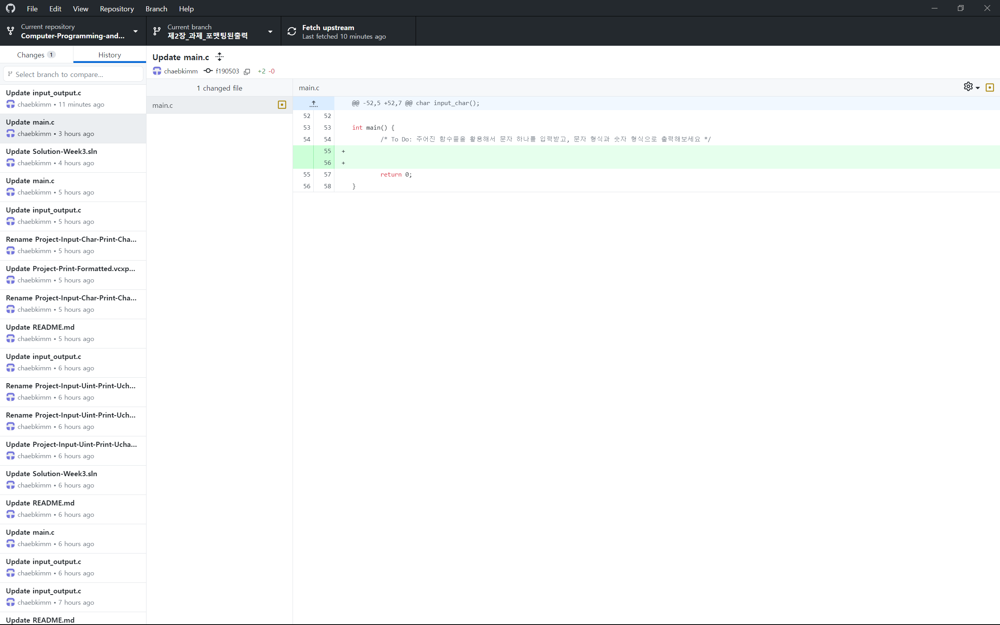 File Edit View Repository Branch Help
Current repository
Computer-Programming-and...
Current branch
제2장_과제_포맷팅된출력
Fetch upstream
Last fetched 10 minutes ago
Changes 1
History
Select branch to compare...
Update input_output.c
chaebkimm • 11 minutes ago
Update main.c
chaebkimm • 3 hours ago
Update Solution-Week3.sln
chaebkimm • 4 hours ago
Update main.c
chaebkimm • 5 hours ago
Update input_output.c
chaebkimm • 5 hours ago
Rename Project-Input-Char-Print-Cha...
chaebkimm • 5 hours ago
Update Project-Print-Formatted.vcxp...
chaebkimm • 5 hours ago
Rename Project-Input-Char-Print-Cha...
chaebkimm • 5 hours ago
Update README.md
chaebkimm • 5 hours ago
Update input_output.c
chaebkimm • 6 hours ago
Rename Project-Input-Uint-Print-Uch...
chaebkimm • 6 hours ago
Rename Project-Input-Uint-Print-Uch...
chaebkimm • 6 hours ago
Update Project-Input-Uint-Print-Ucha...
chaebkimm • 6 hours ago
Update Solution-Week3.sln
chaebkimm • 6 hours ago
Update README.md
chaebkimm • 6 hours ago
Update main.c
chaebkimm • 6 hours ago
Update input_output.c
chaebkimm • 6 hours ago
Update input_output.c
chaebkimm • 7 hours ago
Update README.md
Update main.c
chaebkimm f190503 +2 -0
1 changed file
main.c
main.c
@@ -52,5 +52,7 @@ char input_char();
52 52
53 53 int main() {
54 54 /* To Do: 주어진 함수들을 활용해서 문자 하나를 입력받고, 문자 형식과 숫자 형식으로 출력해보세요 */
55 +
56 +
55 57 return 0;
56 58 }